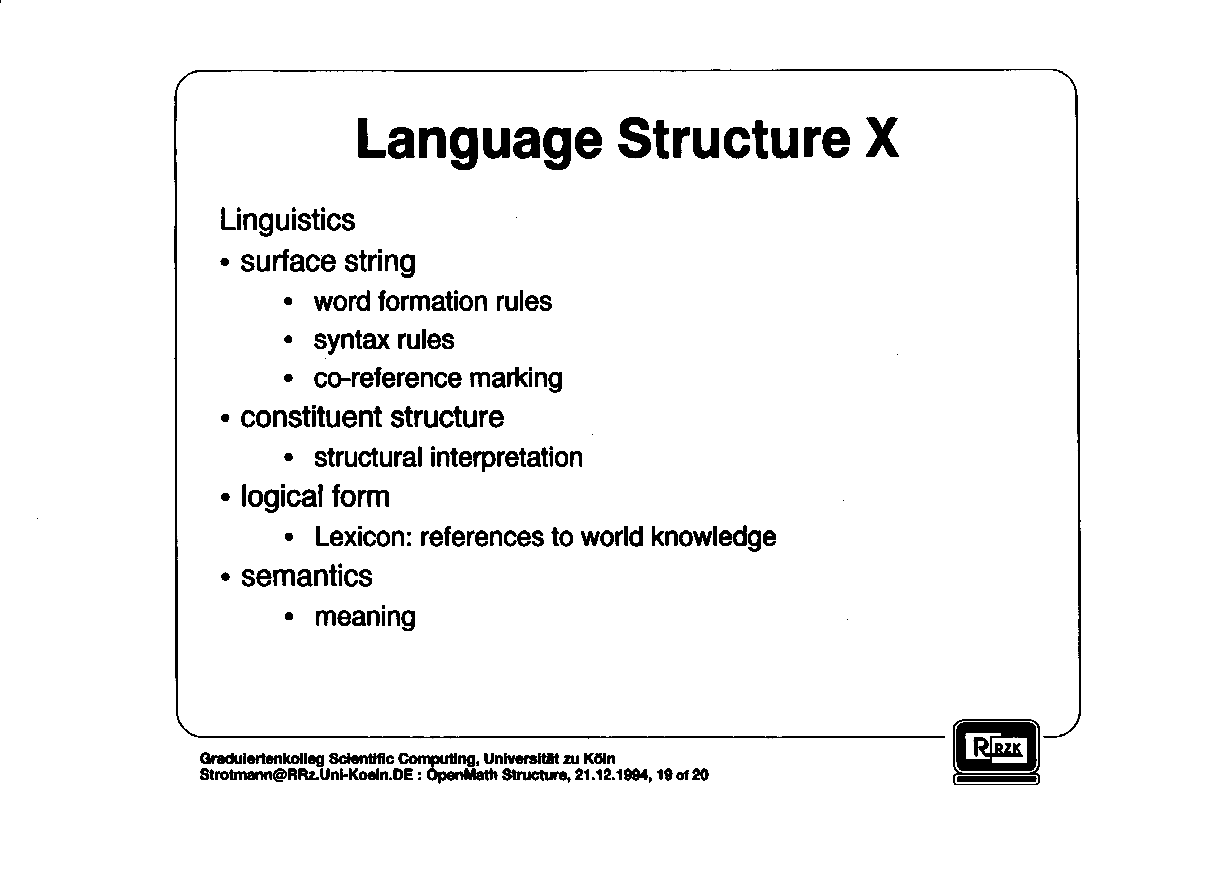 Language Structure X
Linguistics
• surface string
• word formation rules
• syntax rules
• co-reference marking
• constituent structure
• structural interpretation
• logical form
• Lexicon: references to world knowledge
• semantics
• meaning
Graduiertenkolleg Scientific Computing, Universität zu Köln
Strotmann@RRz.Uni-Koeln.DE : OpenMath Structure, 21.12.1994, 19 of 20
RRZK